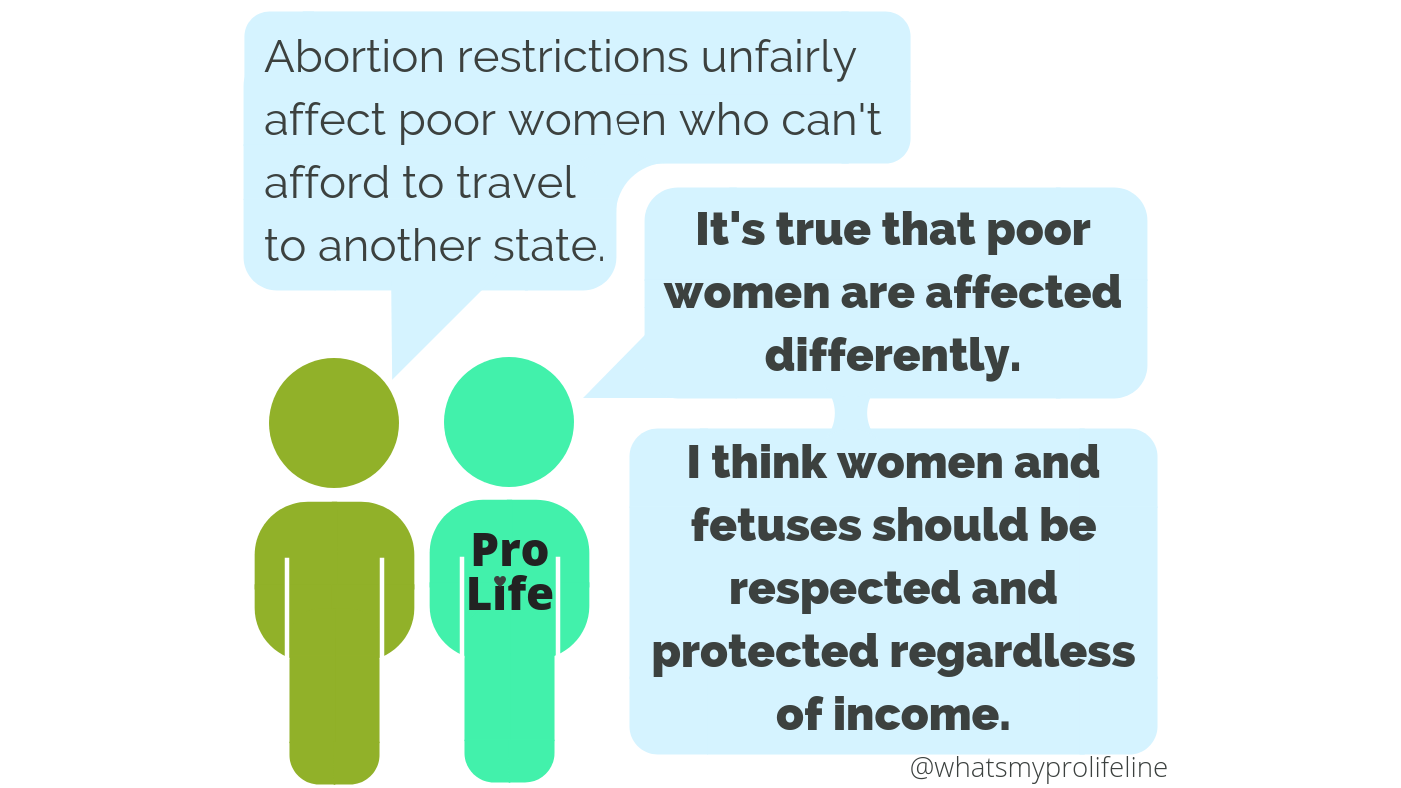 Abortion restrictions unfairly
affect poor women who can't
afford to travel
to another state.
It's true that poor
women are affected
differently.
I think women and
fetuses should be
respected and
protected regardless
of income.
Pro
Life
@whatsmyprolifeline